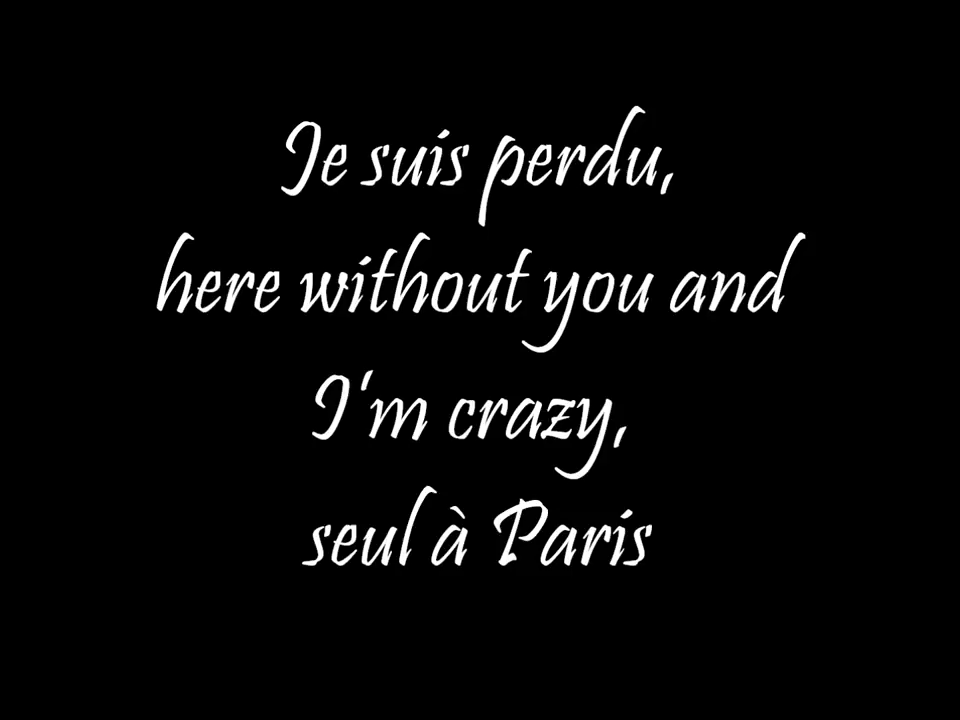 Je suis perdu,
here without you and
I'm crazy,
seul à Paris